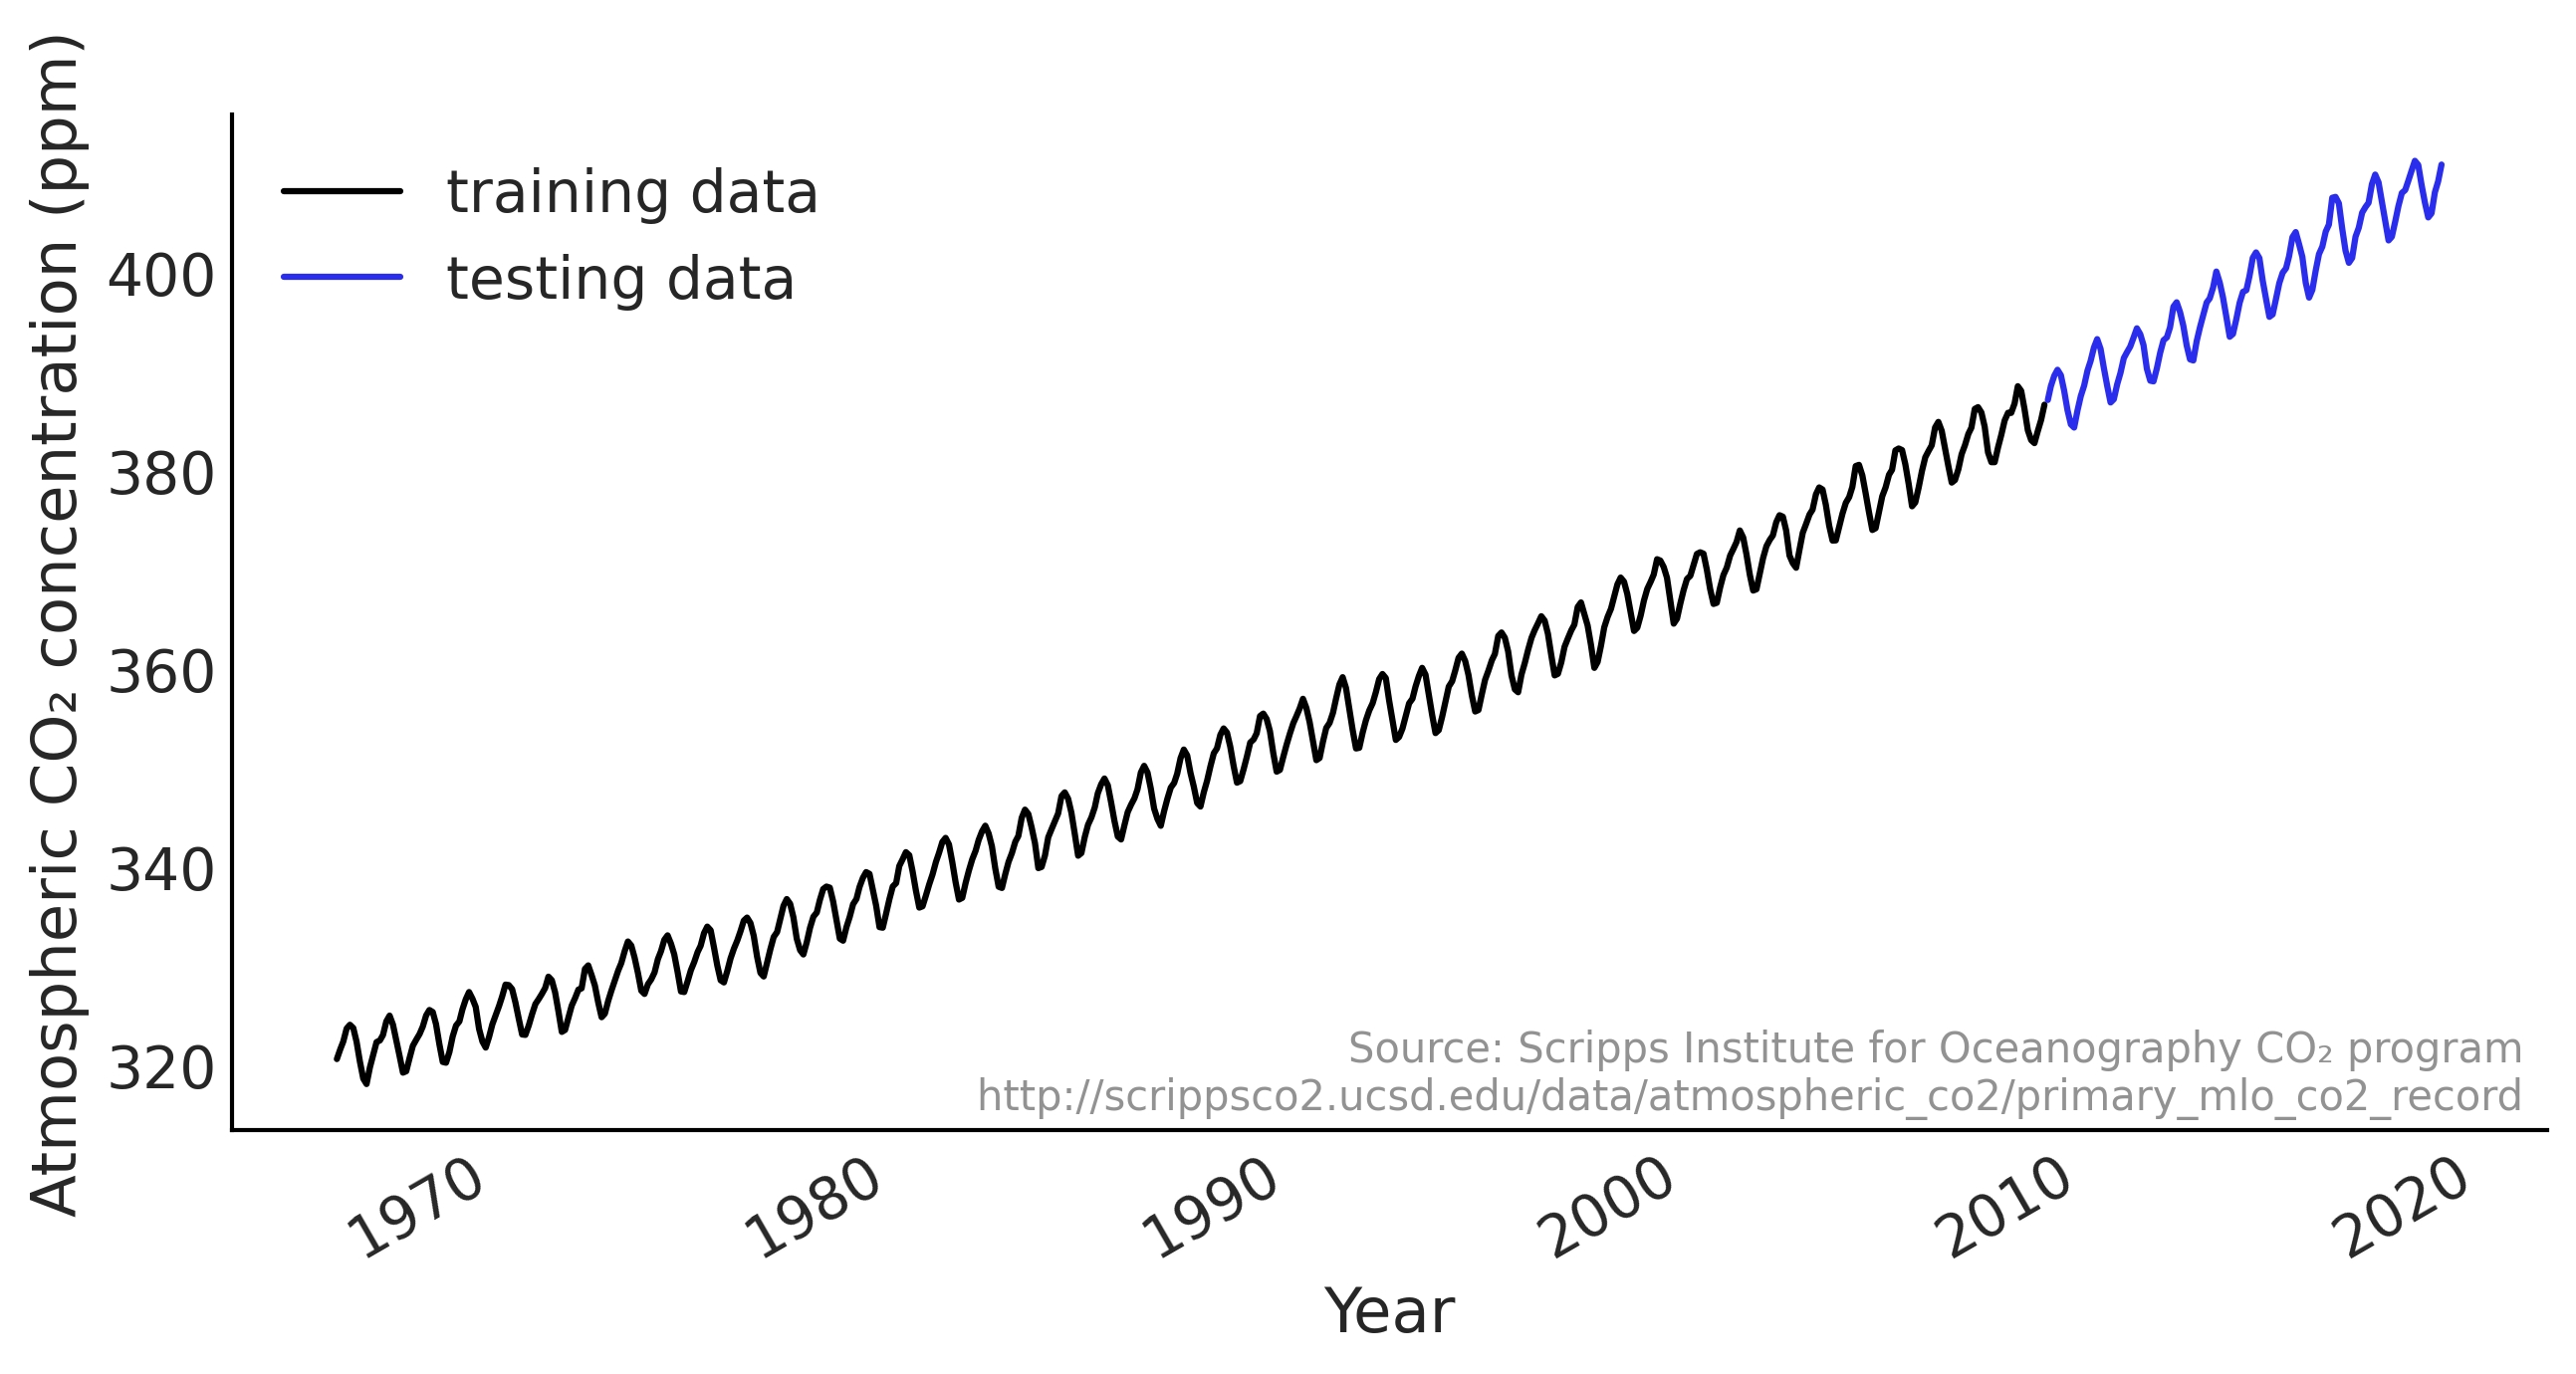 Atmospheric CO₂ concentration (ppm)
training data
testing data
400
380
360
340
320
Source: Scripps Institute for Oceanography CO₂ program
http://scrippsco2.ucsd.edu/data/atmospheric_co2/primary_mlo_co2_record
1970
1980
1990
2000
2010
2020
Year